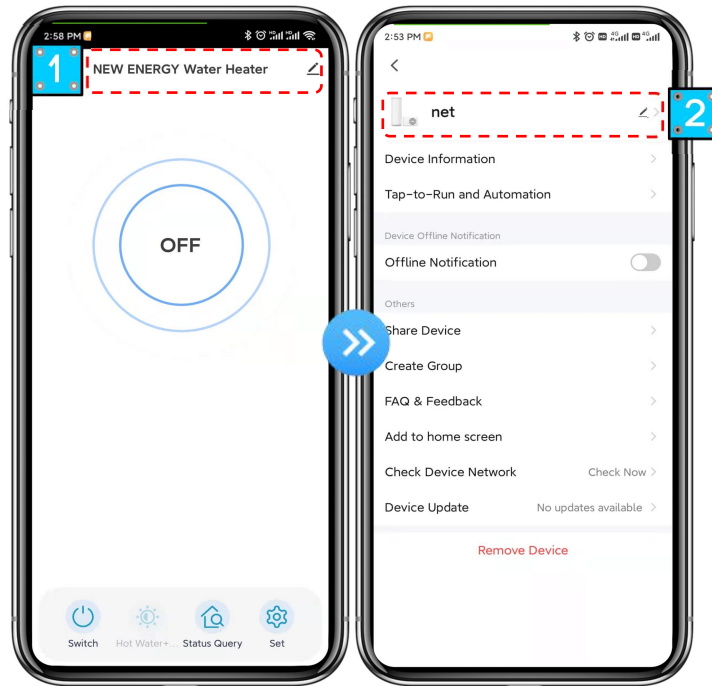 2:58 PM
1
NEW ENERGY Water Heater
OFF
Switch
Hot Water+...
Status Query
Set
2:53 PM
2
net
Device Information
Tap-to-Run and Automation
Device Offline Notification
Offline Notification
Others
Share Device
Create Group
FAQ & Feedback
Add to home screen
Check Device Network Check Now
Device Update No updates available
Remove Device